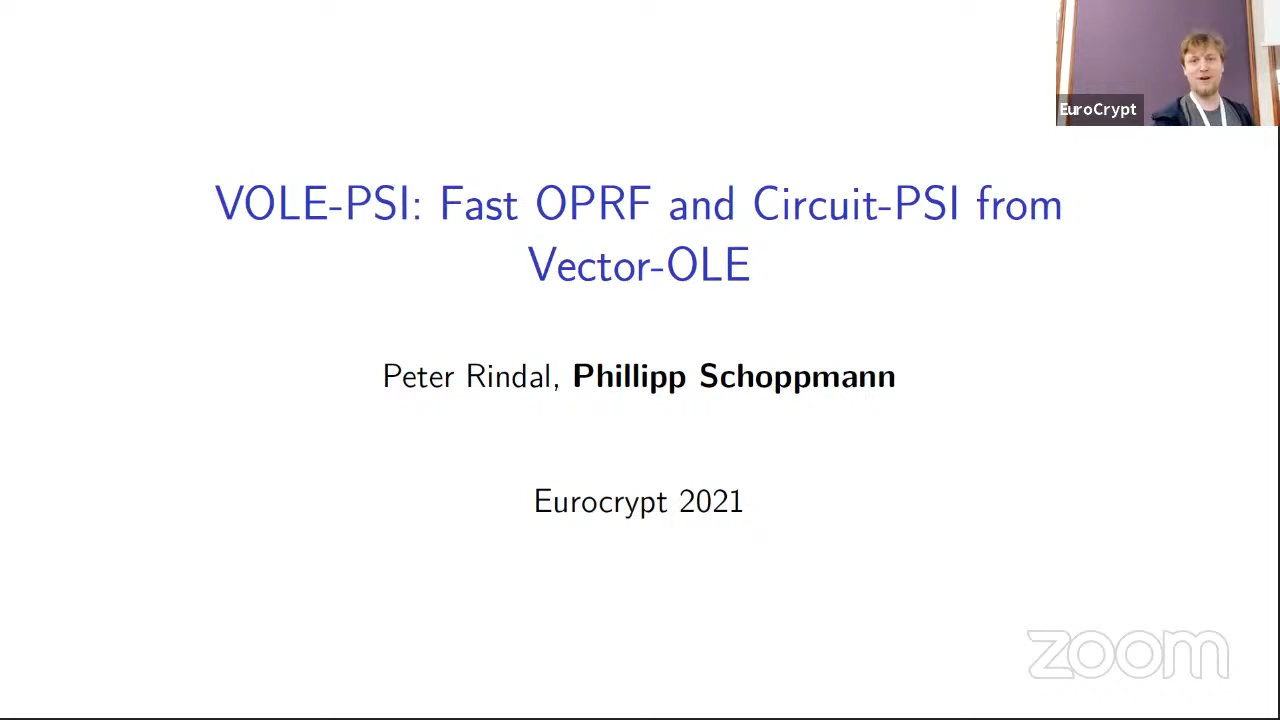 EuroCrypt
VOLE-PSI: Fast OPRF and Circuit-PSI from
Vector-OLE
Peter Rindal, Phillipp Schoppmann
Eurocrypt 2021
zoom